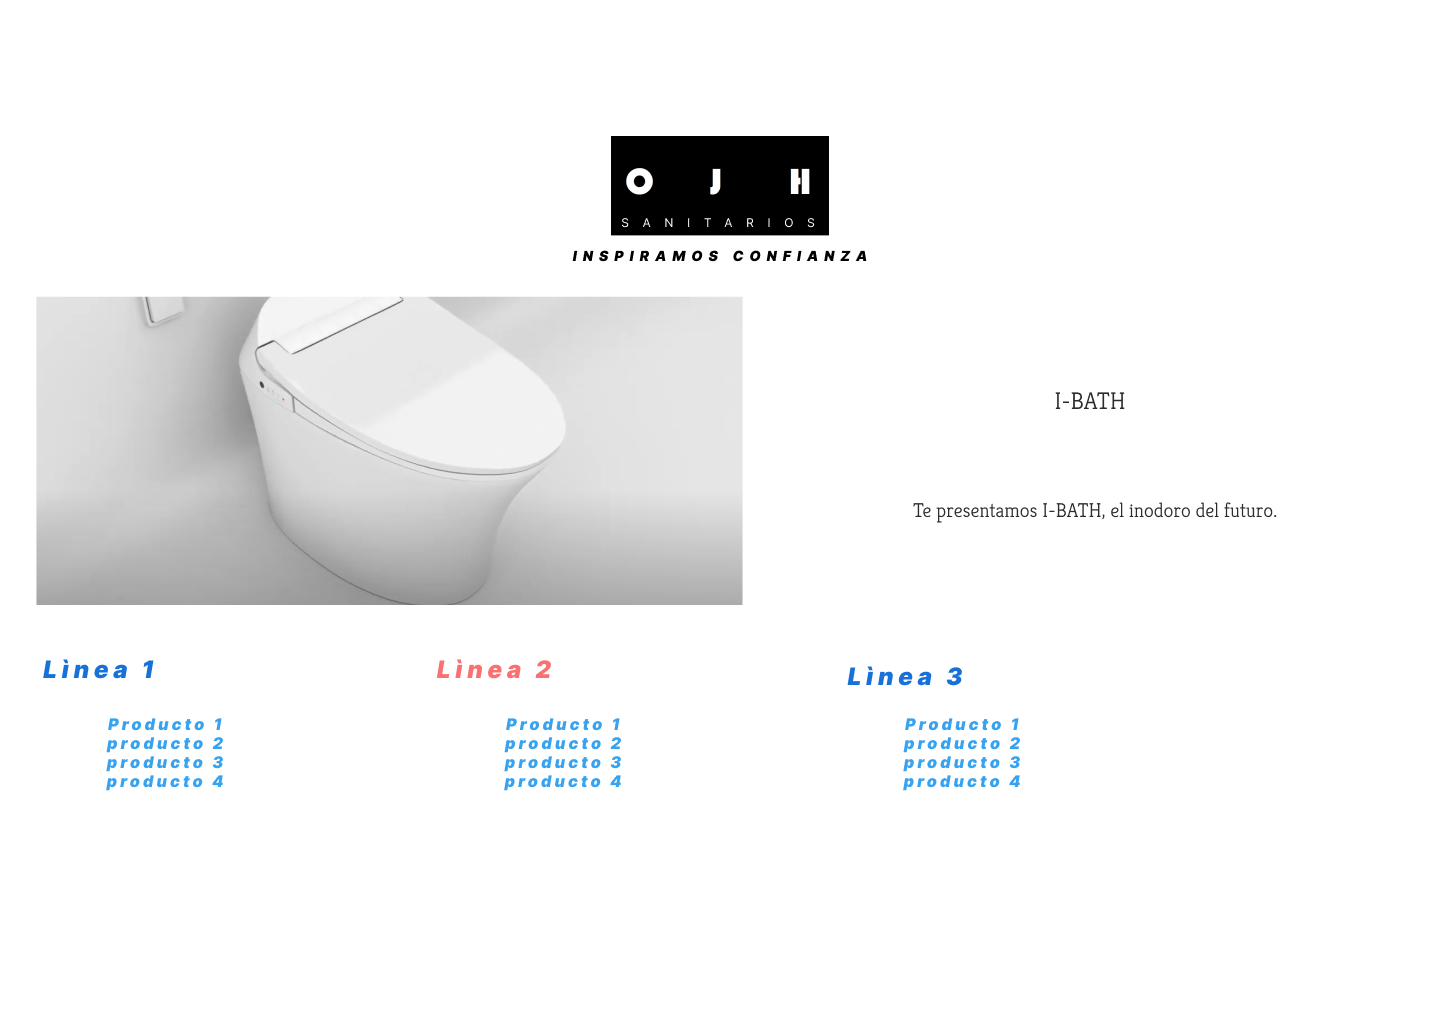 O J H
SANITARIOS
INSPIRAMOS CONFIANZA
I-BATH
Te presentamos I-BATH, el inodoro del futuro.
Lìnea 1
Producto 1
producto 2
producto 3
producto 4
Lìnea 2
Producto 1
producto 2
producto 3
producto 4
Lìnea 3
Producto 1
producto 2
producto 3
producto 4